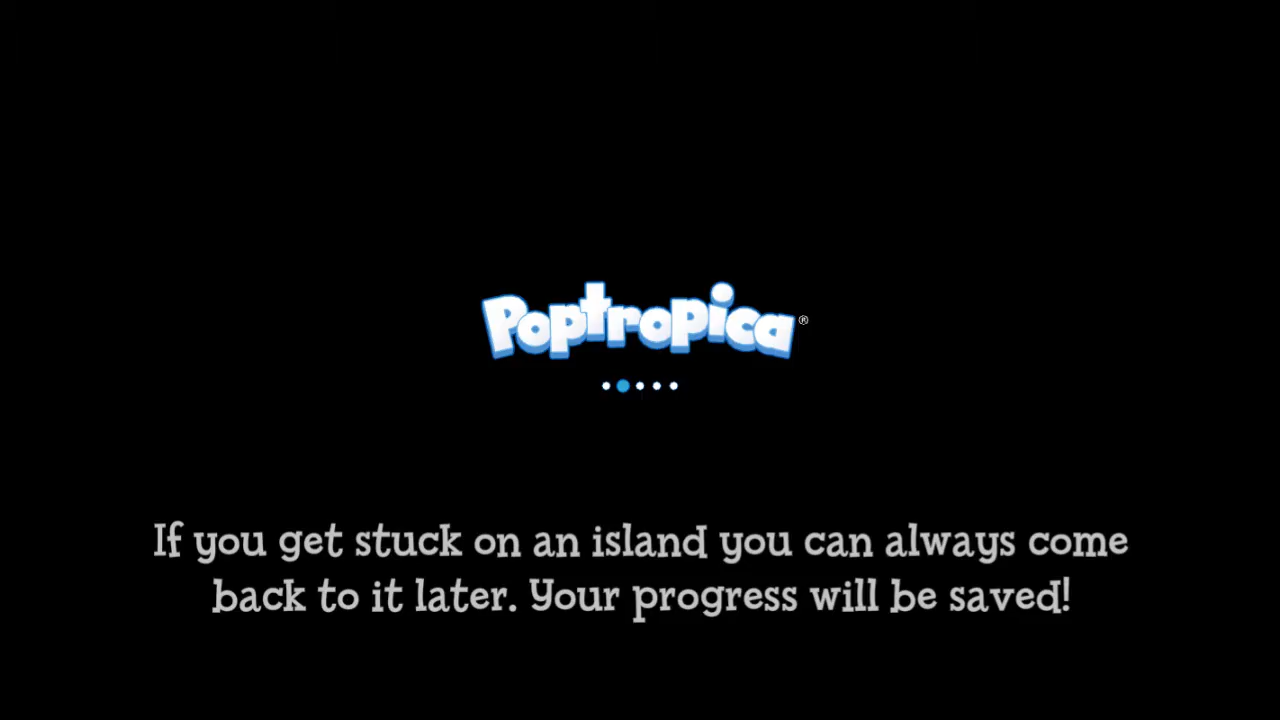 Poptropica®
If you get stuck on an island you can always come
back to it later. Your progress will be saved!